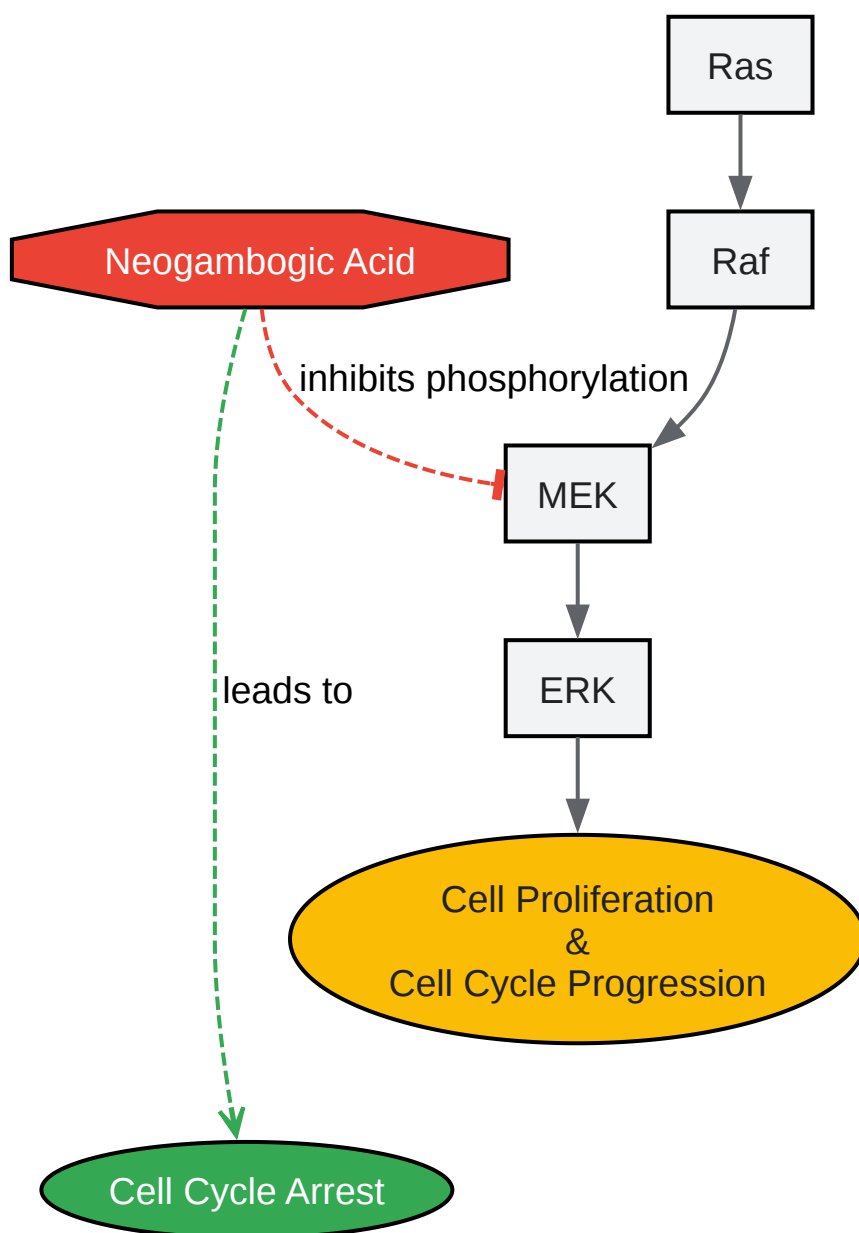 Ras
Neogambogic Acid
Raf
inhibits phosphorylation
MEK
leads to
ERK
Cell Proliferation
&
Cell Cycle Progression
Cell Cycle Arrest